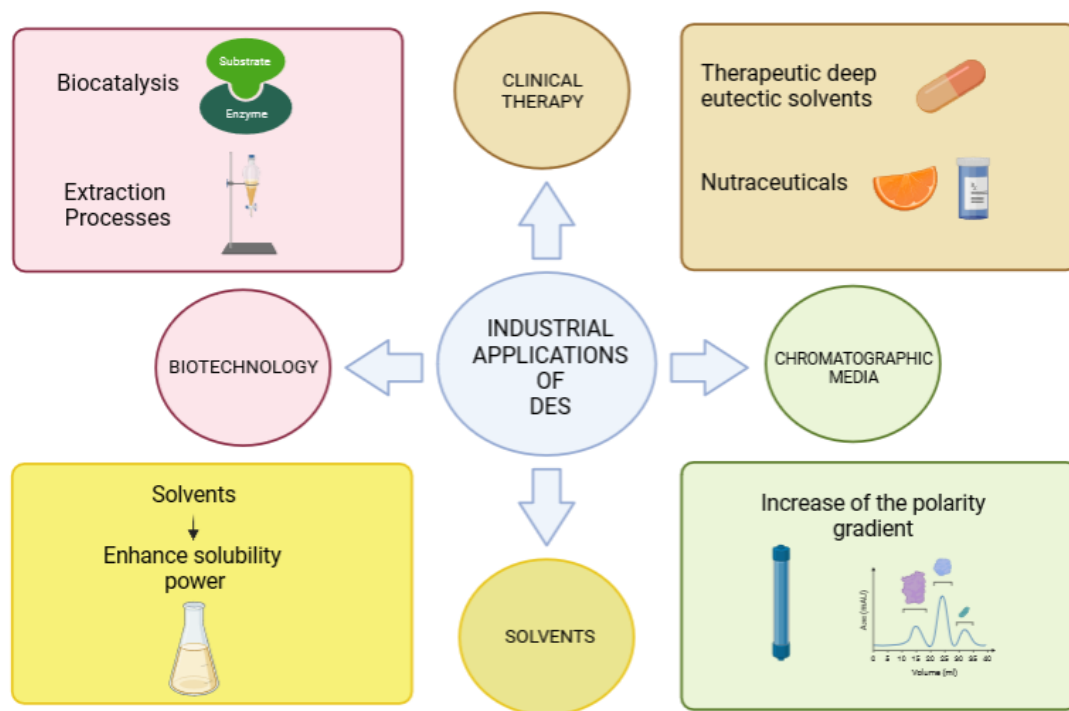 Biocatalysis
Substrate
Enzyme
Extraction
Processes
CLINICAL
THERAPY
Therapeutic deep
eutectic solvents
Nutraceuticals
BIOTECHNOLOGY
INDUSTRIAL
APPLICATIONS
OF
DES
CHROMATOGRAPHIC
MEDIA
Solvents
Enhance solubility
power
SOLVENTS
Increase of the polarity
gradient
0 5 10 15 20 25 30 35 40
Volume (ml)